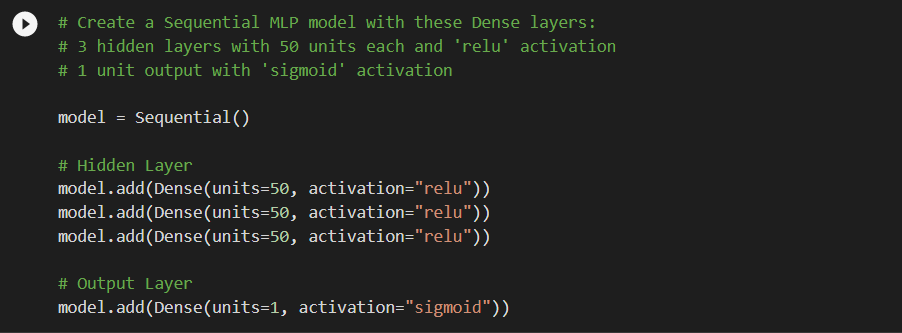 # Create a Sequential MLP model with these Dense layers:
# 3 hidden layers with 50 units each and 'relu' activation
# 1 unit output with 'sigmoid' activation
model = Sequential()
# Hidden Layer
model.add(Dense(units=50, activation="relu"))
model.add(Dense(units=50, activation="relu"))
model.add(Dense(units=50, activation="relu"))
# Output Layer
model.add(Dense(units=1, activation="sigmoid"))